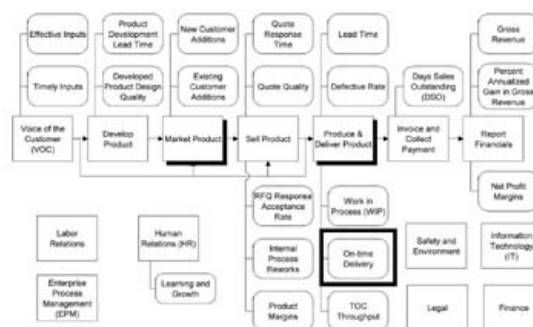 Effective Inputs
Product
Development
Lead Time
New Customer
Additions
Quote
Response
Time
Lead Time
Gross
Revenue
Timely Inputs
Developed
Product Design
Quality
Existing
Customer
Additions
Quote Quality
Defective Rate
Days Sales
Outstanding
(DSO)
Percent
Annualized
Gain in Gross
Revenue
Voice of the
Customer
(VOC)
Develop
Product
Market Product
Sell Product
Produce &
Deliver Product
Invoice and
Collect
Payment
Report
Financials
RFQ Response
Acceptance
Rate
Work in
Process (WIP)
Net Profit
Margins
Labor
Relations
Human
Relations (HR)
Internal
Process
Reworks
On-time
Delivery
Safety and
Environment
Information
Technology
(IT)
Enterprise
Process
Management
(EPM)
Learning and
Growth
Product
Margins
TOC
Throughput
Legal
Finance